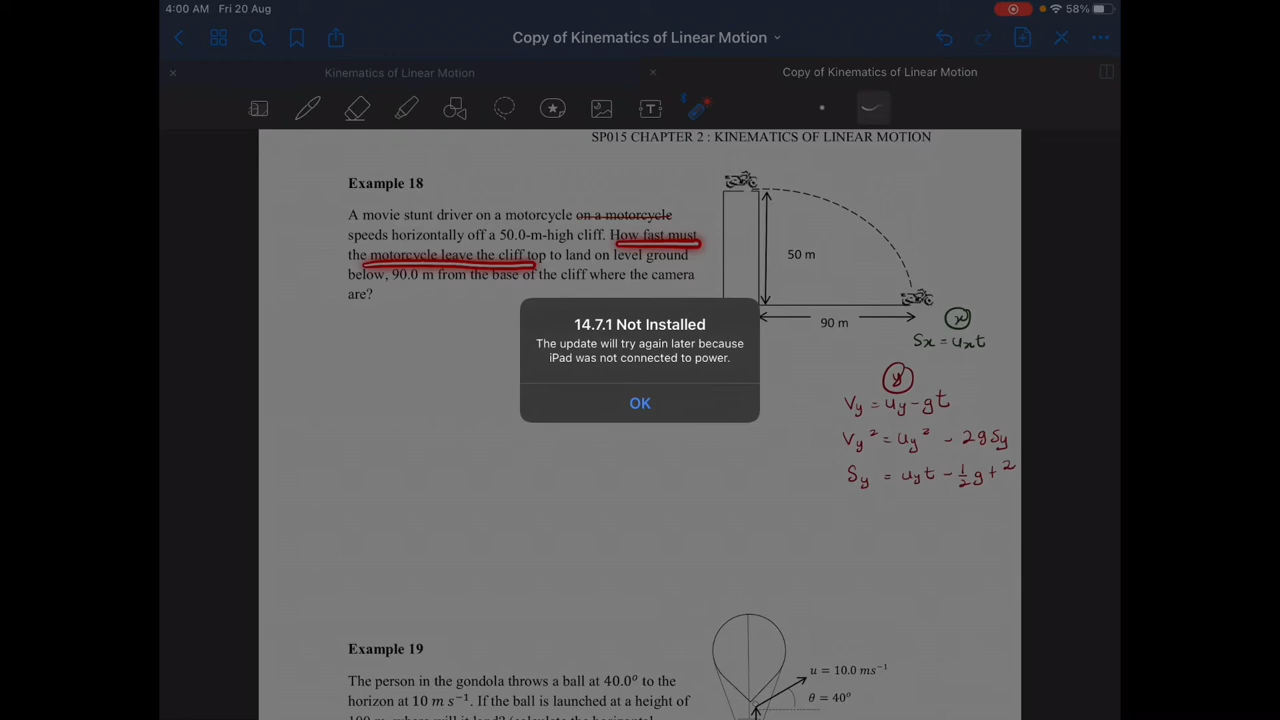 4:00 AM Fri 20 Aug
58%
Copy of Kinematics of Linear Motion
Kinematics of Linear Motion
Copy of Kinematics of Linear Motion
SP015 CHAPTER 2 : KINEMATICS OF LINEAR MOTION
Example 18
A movie stunt driver on a motorcycle on a motorcycle
speeds horizontally off a 50.0-m-high cliff. How fast must
the motorcycle leave the cliff top to land on level ground
below, 90.0 m from the base of the cliff where the camera
are?
50 m
90 m
x
Sx = uxt
14.7.1 Not Installed
The update will try again later because
iPad was not connected to power.
OK
y
Vy = uy - gt
Vy² = uy² - 2gSy
Sy = uyt - 1/2 gt²
Example 19
The person in the gondola throws a ball at 40.0° to the
horizon at 10 m s⁻¹. If the ball is launched at a height of
u = 10.0 ms⁻¹
θ = 40°